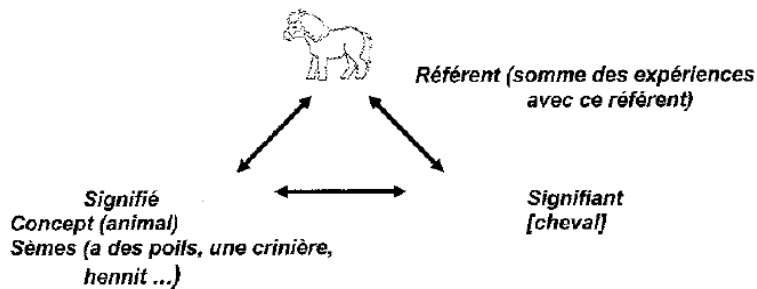 Référent (somme des expériences
avec ce référent)
Signifié
Concept (animal)
Sèmes (a des poils, une crinière,
hennit ...)
Signifiant
[cheval]